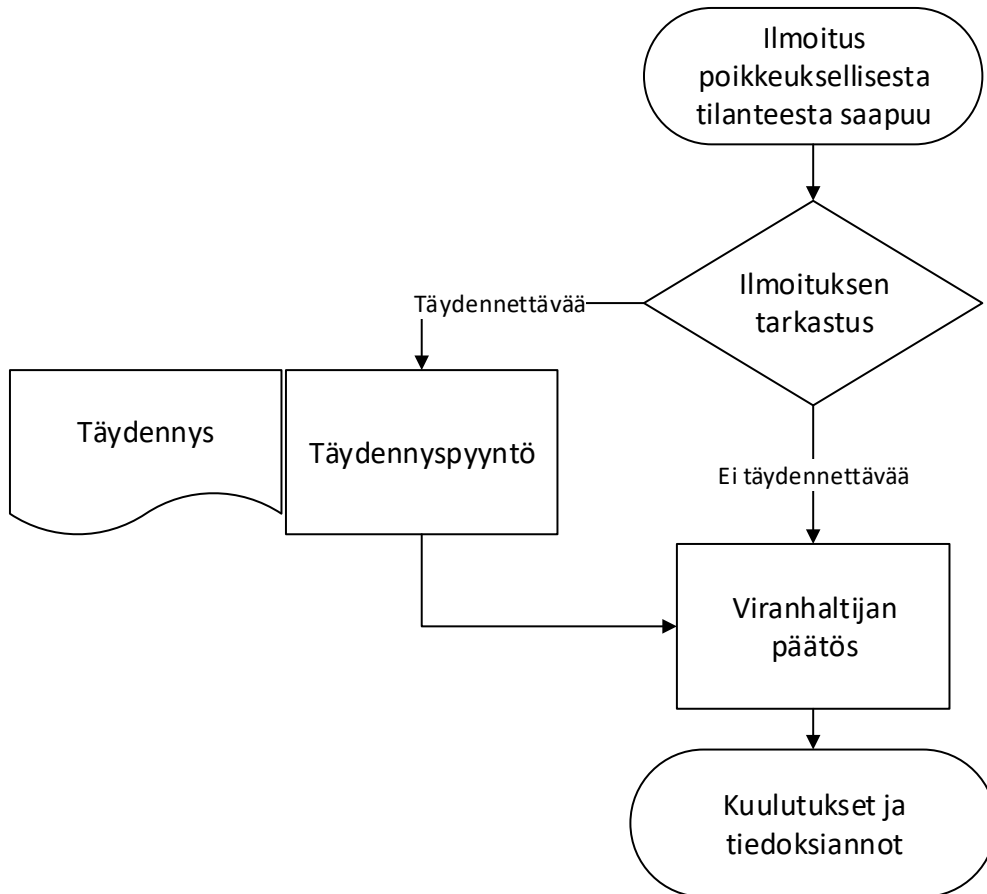 Ilmoitus
poikkeuksellisesta
tilanteesta saapuu
Ilmoituksen
tarkastus
Täydennettävää
Täydennys
Täydennyspyyntö
Ei täydennettävää
Viranhaltijan
päätös
Kuulutukset ja
tiedoksiannot